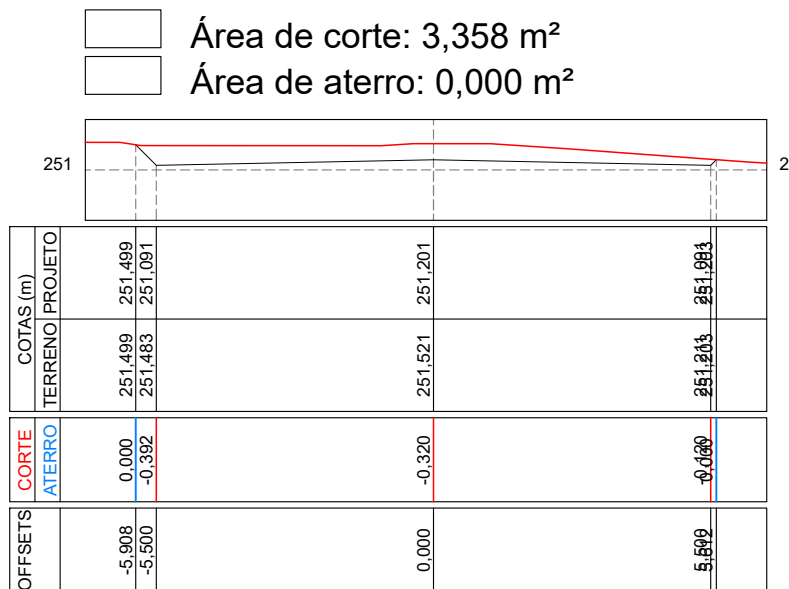 Área de corte: 3,358 m²
Área de aterro: 0,000 m²
251
2
COTAS (m)
PROJETO
251,499
251,091
251,201
TERRENO
251,499
251,483
251,521
CORTE
ATERRO
0,000
-0,392
-0,320
OFFSETS
-5,908
-5,500
0,000